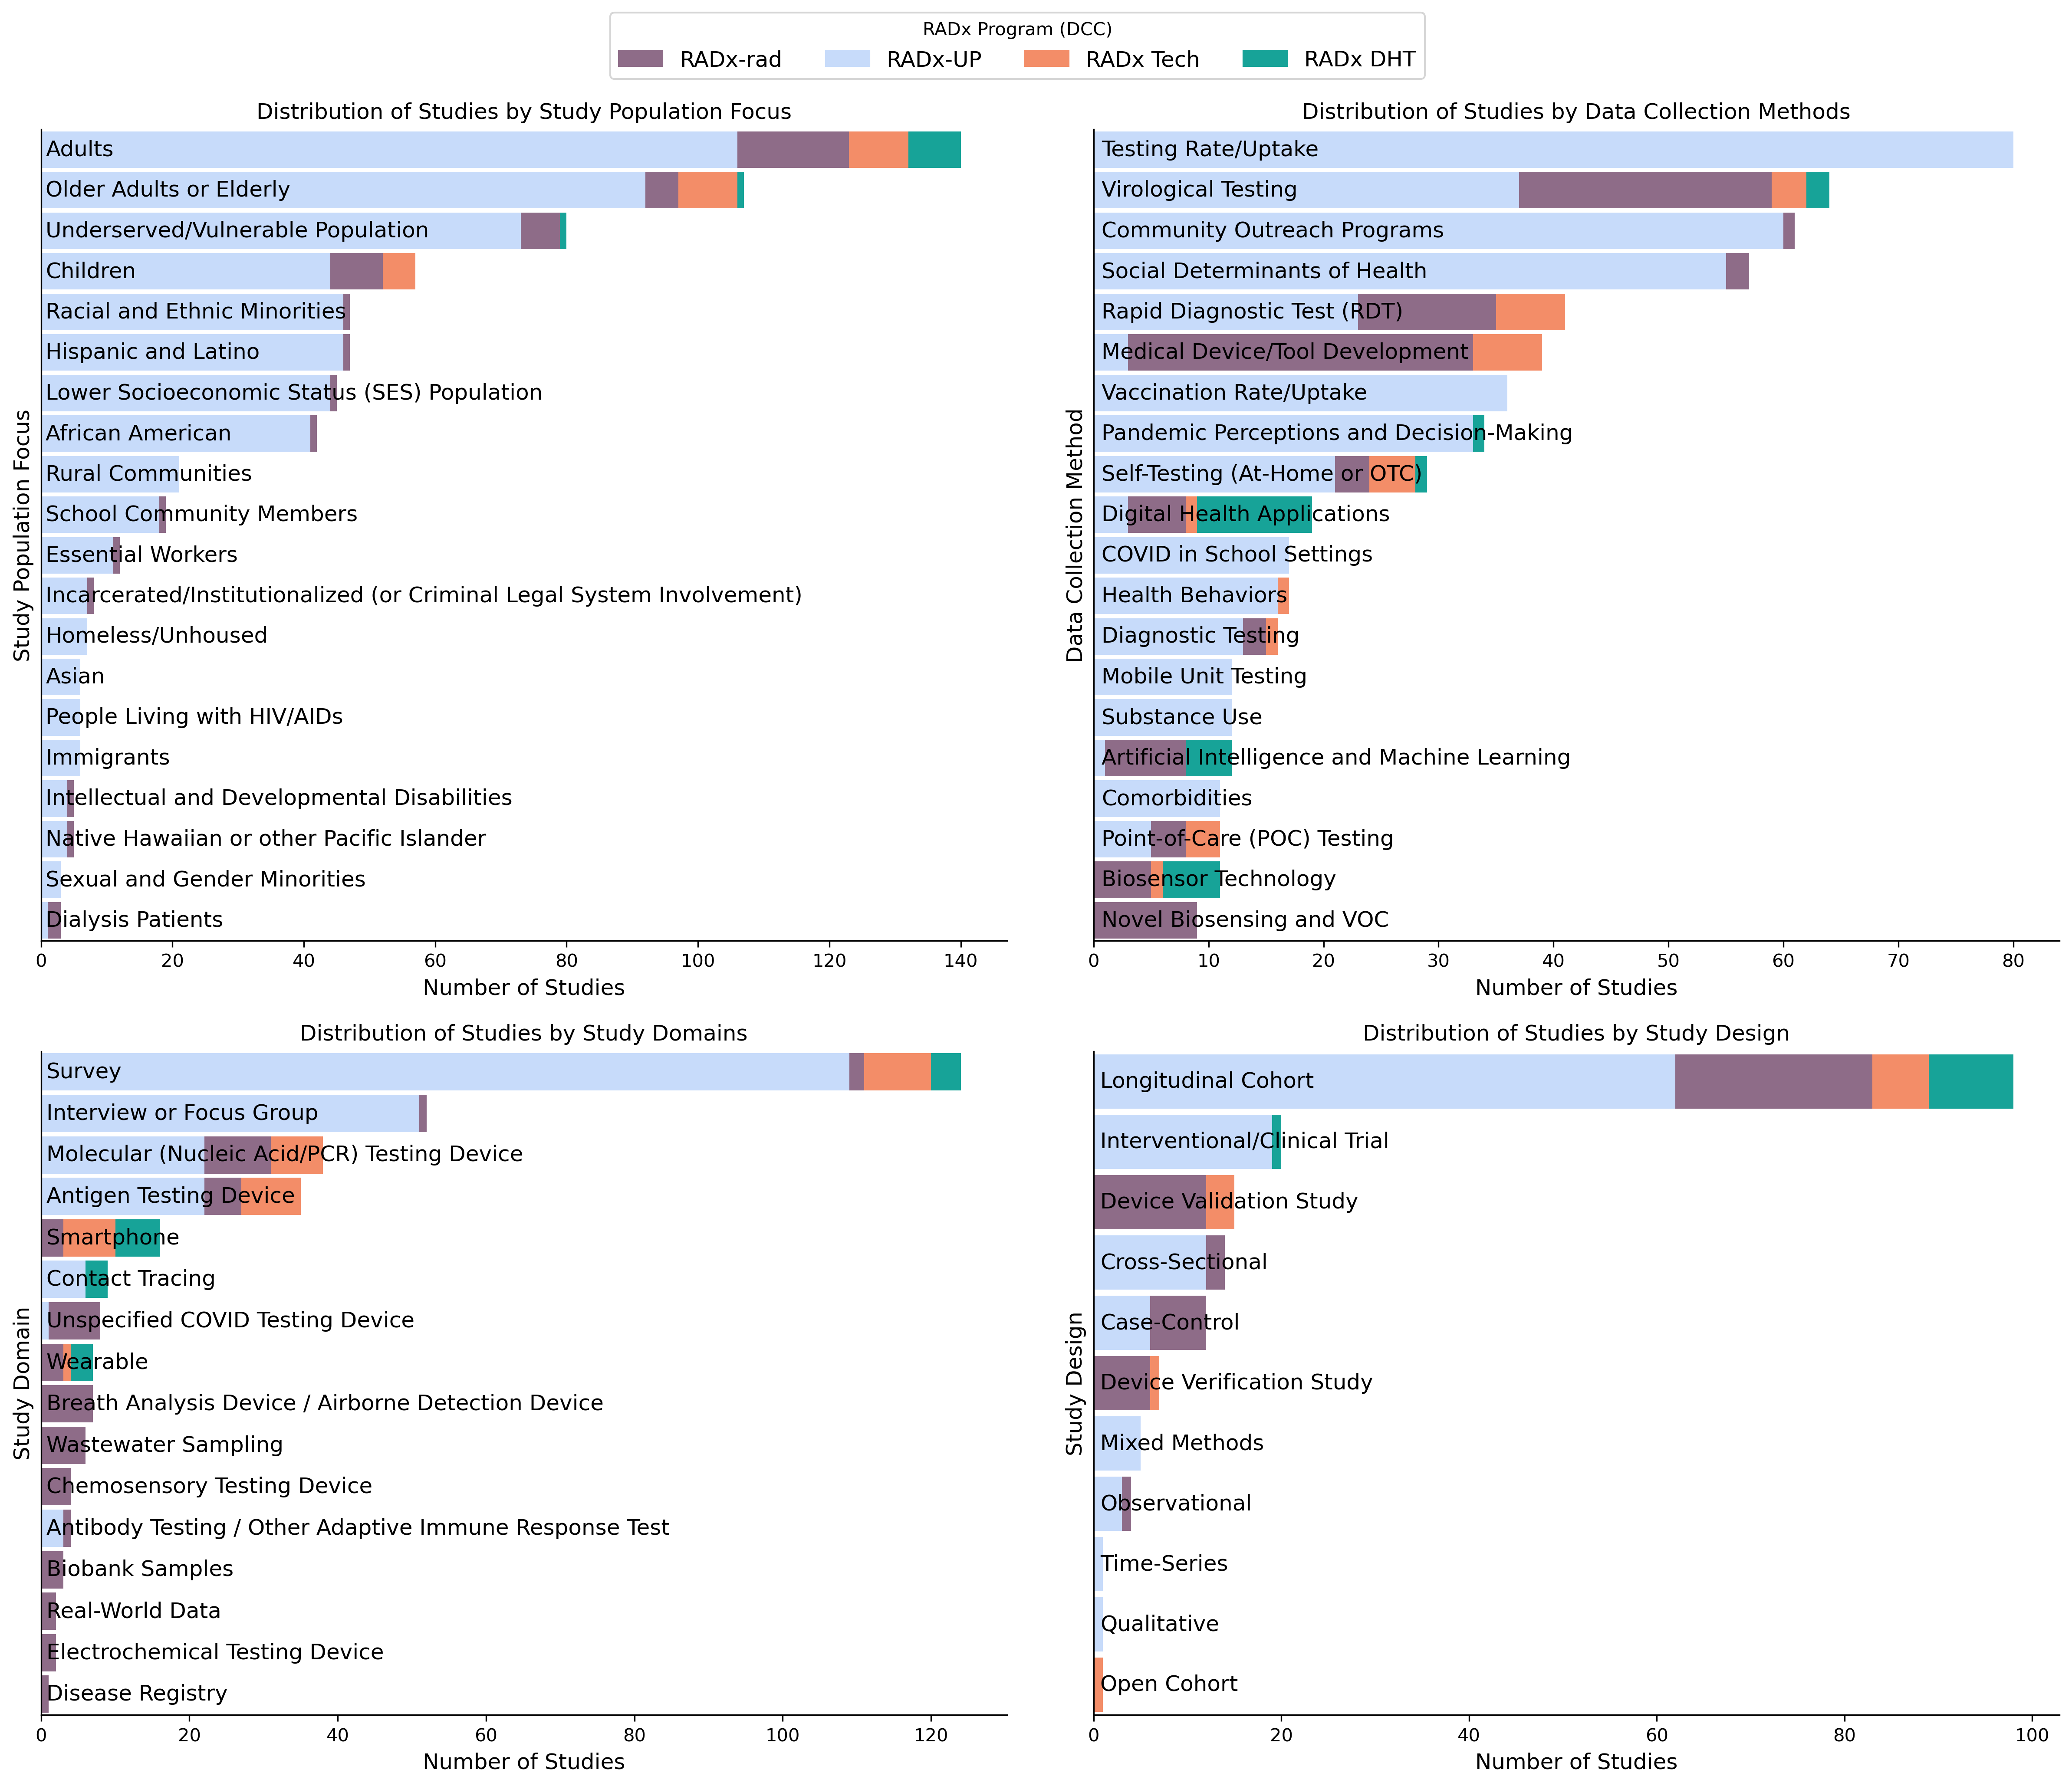 RADx Program (DCC)
RADx-rad RADx-UP RADx Tech RADx DHT
Distribution of Studies by Study Population Focus
Study Population Focus
Adults
Older Adults or Elderly
Underserved/Vulnerable Population
Children
Racial and Ethnic Minorities
Hispanic and Latino
Lower Socioeconomic Status (SES) Population
African American
Rural Communities
School Community Members
Essential Workers
Incarcerated/Institutionalized (or Criminal Legal System Involvement)
Homeless/Unhoused
Asian
People Living with HIV/AIDs
Immigrants
Intellectual and Developmental Disabilities
Native Hawaiian or other Pacific Islander
Sexual and Gender Minorities
Dialysis Patients
0 20 40 60 80 100 120 140
Number of Studies
Distribution of Studies by Data Collection Methods
Data Collection Method
Testing Rate/Uptake
Virological Testing
Community Outreach Programs
Social Determinants of Health
Rapid Diagnostic Test (RDT)
Medical Device/Tool Development
Vaccination Rate/Uptake
Pandemic Perceptions and Decision-Making
Self-Testing (At-Home or OTC)
Digital Health Applications
COVID in School Settings
Health Behaviors
Diagnostic Testing
Mobile Unit Testing
Substance Use
Artificial Intelligence and Machine Learning
Comorbidities
Point-of-Care (POC) Testing
Biosensor Technology
Novel Biosensing and VOC
0 10 20 30 40 50 60 70 80
Number of Studies
Distribution of Studies by Study Domains
Study Domain
Survey
Interview or Focus Group
Molecular (Nucleic Acid/PCR) Testing Device
Antigen Testing Device
Smartphone
Contact Tracing
Unspecified COVID Testing Device
Wearable
Breath Analysis Device / Airborne Detection Device
Wastewater Sampling
Chemosensory Testing Device
Antibody Testing / Other Adaptive Immune Response Test
Biobank Samples
Real-World Data
Electrochemical Testing Device
Disease Registry
0 20 40 60 80 100 120
Number of Studies
Distribution of Studies by Study Design
Study Design
Longitudinal Cohort
Interventional/Clinical Trial
Device Validation Study
Cross-Sectional
Case-Control
Device Verification Study
Mixed Methods
Observational
Time-Series
Qualitative
Open Cohort
0 20 40 60 80 100
Number of Studies